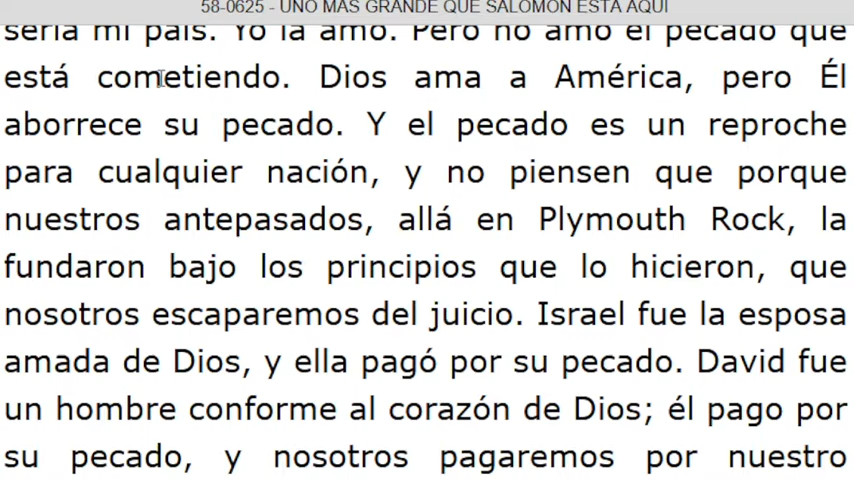 58-0625 - UNO MAS GRANDE QUE SALOMON ESTA AQUI
sería mi país. Yo la amo. Pero no amo el pecado que
está cometiendo. Dios ama a América, pero Él
aborrece su pecado. Y el pecado es un reproche
para cualquier nación, y no piensen que porque
nuestros antepasados, allá en Plymouth Rock, la
fundaron bajo los principios que lo hicieron, que
nosotros escaparemos del juicio. Israel fue la esposa
amada de Dios, y ella pagó por su pecado. David fue
un hombre conforme al corazón de Dios; él pago por
su pecado, y nosotros pagaremos por nuestro